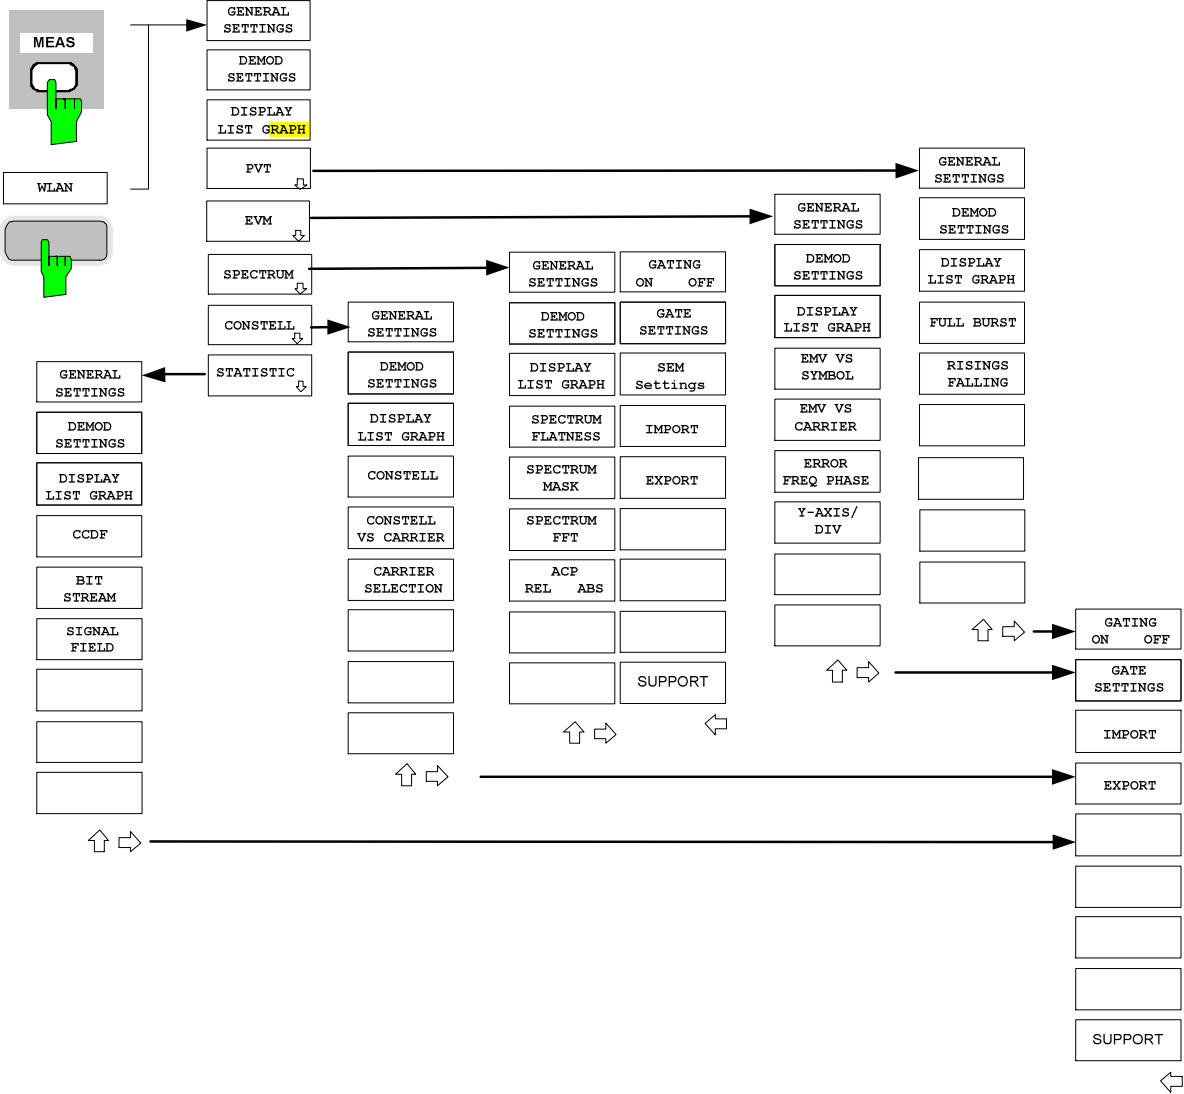 MEAS
WLAN
GENERAL
SETTINGS
DEMOD
SETTINGS
DISPLAY
LIST GRAPH
PVT
EVM
SPECTRUM
CONSTELL
STATISTIC
GENERAL
SETTINGS
DEMOD
SETTINGS
DISPLAY
LIST GRAPH
CCDF
BIT
STREAM
SIGNAL
FIELD
GENERAL
SETTINGS
DEMOD
SETTINGS
DISPLAY
LIST GRAPH
CONSTELL
CONSTELL
VS CARRIER
CARRIER
SELECTION
GENERAL
SETTINGS
DEMOD
SETTINGS
DISPLAY
LIST GRAPH
SPECTRUM
FLATNESS
SPECTRUM
MASK
SPECTRUM
FFT
ACP
REL ABS
GATING
ON OFF
GATE
SETTINGS
SEM
Settings
IMPORT
EXPORT
SUPPORT
GENERAL
SETTINGS
DEMOD
SETTINGS
DISPLAY
LIST GRAPH
EMV VS
SYMBOL
EMV VS
CARRIER
ERROR
FREQ PHASE
Y-AXIS/
DIV
GENERAL
SETTINGS
DEMOD
SETTINGS
DISPLAY
LIST GRAPH
FULL BURST
RISINGS
FALLING
GATING
ON OFF
GATE
SETTINGS
IMPORT
EXPORT
SUPPORT